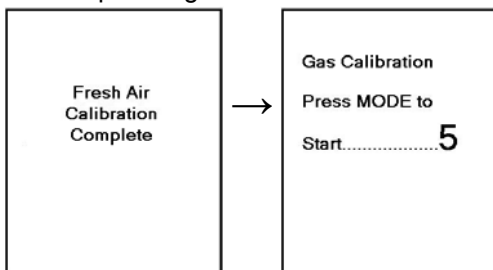 Fresh Air
Calibration
Complete
→
Gas Calibration
Press MODE to
Start...................5